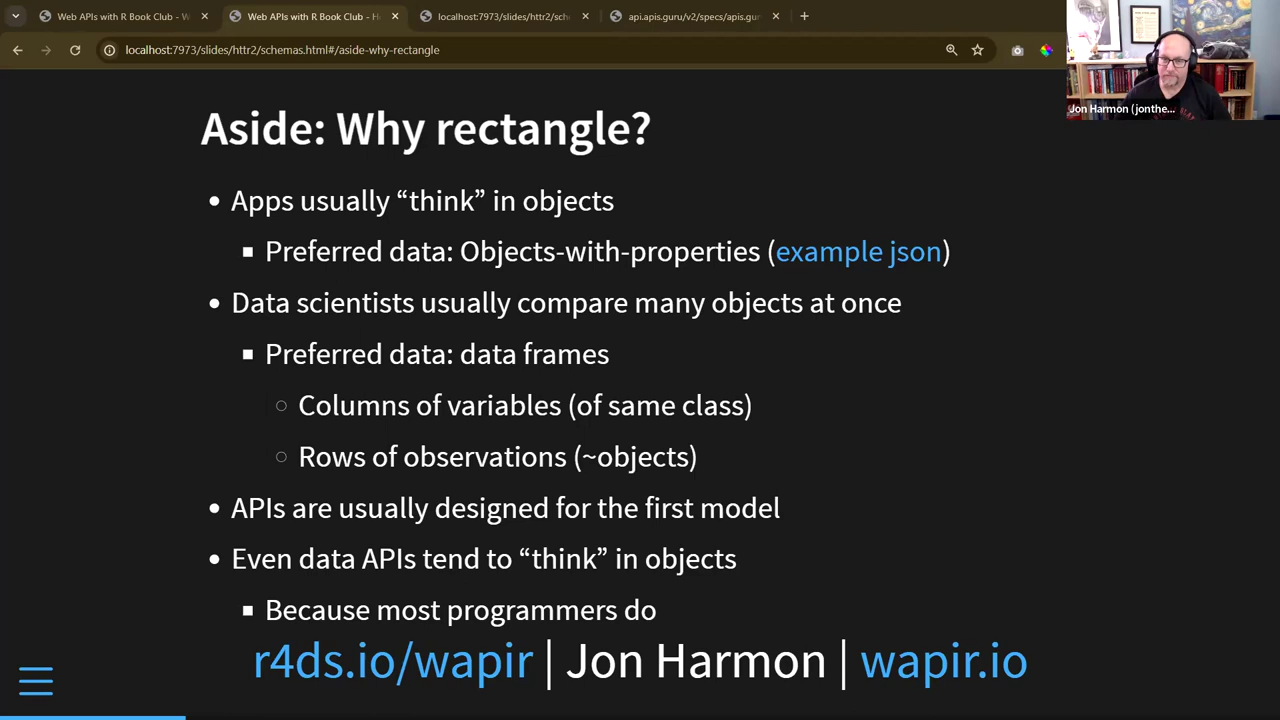 Web APIs with R Book Club - W
Web APIs with R Book Club - H
localhost:7973/slides/httr2/sche
api.apis.guru/v2/specs/apis.gu
localhost:7973/slides/httr2/schemas.html#/aside-why-rectangle
Jon Harmon (jonthe...
Aside: Why rectangle?
• Apps usually “think” in objects
▪ Preferred data: Objects-with-properties (example json)
• Data scientists usually compare many objects at once
▪ Preferred data: data frames
○ Columns of variables (of same class)
○ Rows of observations (~objects)
• APIs are usually designed for the first model
• Even data APIs tend to “think” in objects
▪ Because most programmers do
r4ds.io/wapir | Jon Harmon | wapir.io